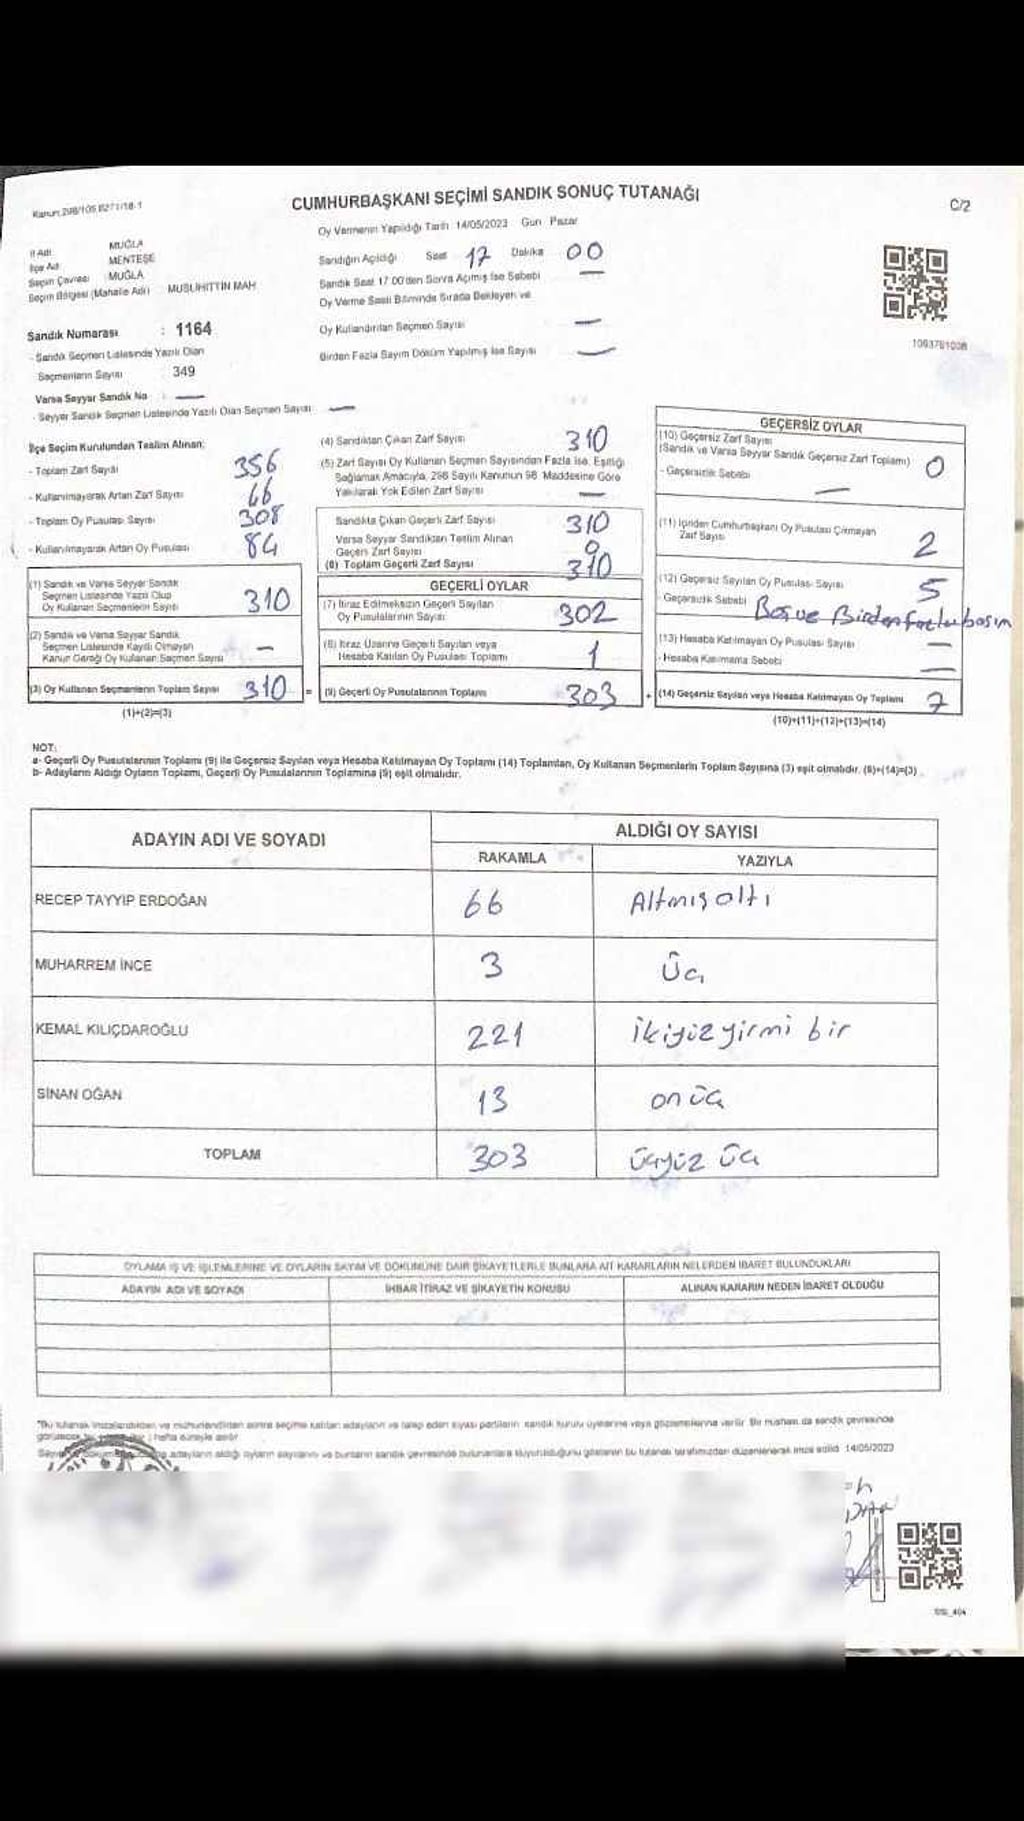 Kanun:298/105,6271/18-1
CUMHURBAŞKANI SEÇİMİ SANDIK SONUÇ TUTANAĞI
C/2
Oy Vermenin Yapıldığı Tarih 14/05/2023 Gün Pazar
İl Adı MUĞLA
İlçe Adı MENTEŞE
Seçim Çevresi MUĞLA
Seçim Bölgesi (Mahalle Adı) MUSLİHİTTİN MAH
Sandık Numarası : 1164
- Sandık Seçmen Listesinde Yazılı Olan
Seçmenlerin Sayısı 349
Varsa Seyyar Sandık No : —
- Seyyar Sandık Seçmen Listesinde Yazılı Olan Seçmen Sayısı —
Sandığın Açıldığı Saat 17 Dakika 00
Sandık Saat 17.00'den Sonra Açılmış İse Sebebi —
Oy Verme Saati Bitiminde Sırada Bekleyen ve
Oy Kullandırılan Seçmen Sayısı —
Birden Fazla Sayım Döküm Yapılmış İse Sayısı —
1093761008
İlçe Seçim Kurulundan Teslim Alınan;
- Toplam Zarf Sayısı 356
- Kullanılmayarak Artan Zarf Sayısı 66
- Toplam Oy Pusulası Sayısı 308
- Kullanılmayarak Artan Oy Pusulası 84
(1) Sandık ve Varsa Seyyar Sandık
Seçmen Listesinde Yazılı Olup
Oy Kullanan Seçmenlerin Sayısı 310
(2) Sandık ve Varsa Seyyar Sandık
Seçmen Listesinde Kayıtlı Olmayan
Kanun Gereği Oy Kullanan Seçmen Sayısı —
(3) Oy Kullanan Seçmenlerin Toplam Sayısı 310 =
(1)+(2)=(3)
(4) Sandıktan Çıkan Zarf Sayısı 310
(5) Zarf Sayısı Oy Kullanan Seçmen Sayısından Fazla İse, Eşitliği
Sağlamak Amacıyla, 298 Sayılı Kanunun 98. Maddesine Göre
Yakılarak Yok Edilen Zarf Sayısı —
Sandıkta Çıkan Geçerli Zarf Sayısı 310
Varsa Seyyar Sandıktan Teslim Alınan
Geçerli Zarf Sayısı 0
(6) Toplam Geçerli Zarf Sayısı 310
GEÇERLİ OYLAR
(7) İtiraz Edilmeksizin Geçerli Sayılan
Oy Pusulalarının Sayısı 302
(8) İtiraz Üzerine Geçerli Sayılan veya
Hesaba Katılan Oy Pusulası Toplamı 1
(9) Geçerli Oy Pusulalarının Toplamı 303 +
GEÇERSİZ OYLAR
(10) Geçersiz Zarf Sayısı
(Sandık ve Varsa Seyyar Sandık Geçersiz Zarf Toplamı) 0
- Geçersizlik Sebebi —
(11) İçinden Cumhurbaşkanı Oy Pusulası Çıkmayan
Zarf Sayısı 2
(12) Geçersiz Sayılan Oy Pusulası Sayısı 5
- Geçersizlik Sebebi Boş ve Birden fazla basım
(13) Hesaba Katılmayan Oy Pusulası Sayısı —
- Hesaba Katılmama Sebebi —
(14) Geçersiz Sayılan veya Hesaba Katılmayan Oy Toplamı 7
(10)+(11)+(12)+(13)=(14)
NOT:
a- Geçerli Oy Pusulalarının Toplamı (9) ile Geçersiz Sayılan veya Hesaba Katılmayan Oy Toplamı (14) Toplamları, Oy Kullanan Seçmenlerin Toplam Sayısına (3) eşit olmalıdır. (9)+(14)=(3)
b- Adayların Aldığı Oyların Toplamı, Geçerli Oy Pusulalarının Toplamına (9) eşit olmalıdır.
ADAYIN ADI VE SOYADI
ALDIĞI OY SAYISI
RAKAMLA YAZIYLA
RECEP TAYYİP ERDOĞAN 66 Altmışaltı
MUHARREM İNCE 3 Üç
KEMAL KILIÇDAROĞLU 221 ikiyüz yirmi bir
SİNAN OĞAN 13 onüç
TOPLAM 303 üçyüz üç
OYLAMA İŞ VE İŞLEMLERİNE VE OYLARIN SAYIM VE DÖKÜMÜNE DAİR ŞİKAYETLERLE BUNLARA AİT KARARLARIN NELERDEN İBARET BULUNDUKLARI
ADAYIN ADI VE SOYADI İHBAR İTİRAZ VE ŞİKAYETİN KONUSU ALINAN KARARIN NEDEN İBARET OLDUĞU
"Bu tutanak imzalandıktan ve mühürlendikten sonra seçime katılan adayların ve talep eden siyasi partilerin sandık kurulu üyelerine veya gözlemcilerine verilir. Bir nüshası da sandık çevresinde
1 hafta süreyle asılır.
adayların aldığı oyların sayılarını ve bunların sandık çevresinde bulunanlara duyurulduğunu gösteren bu tutanak tarafımızdan düzenlenerek imza edildi 14/05/2023